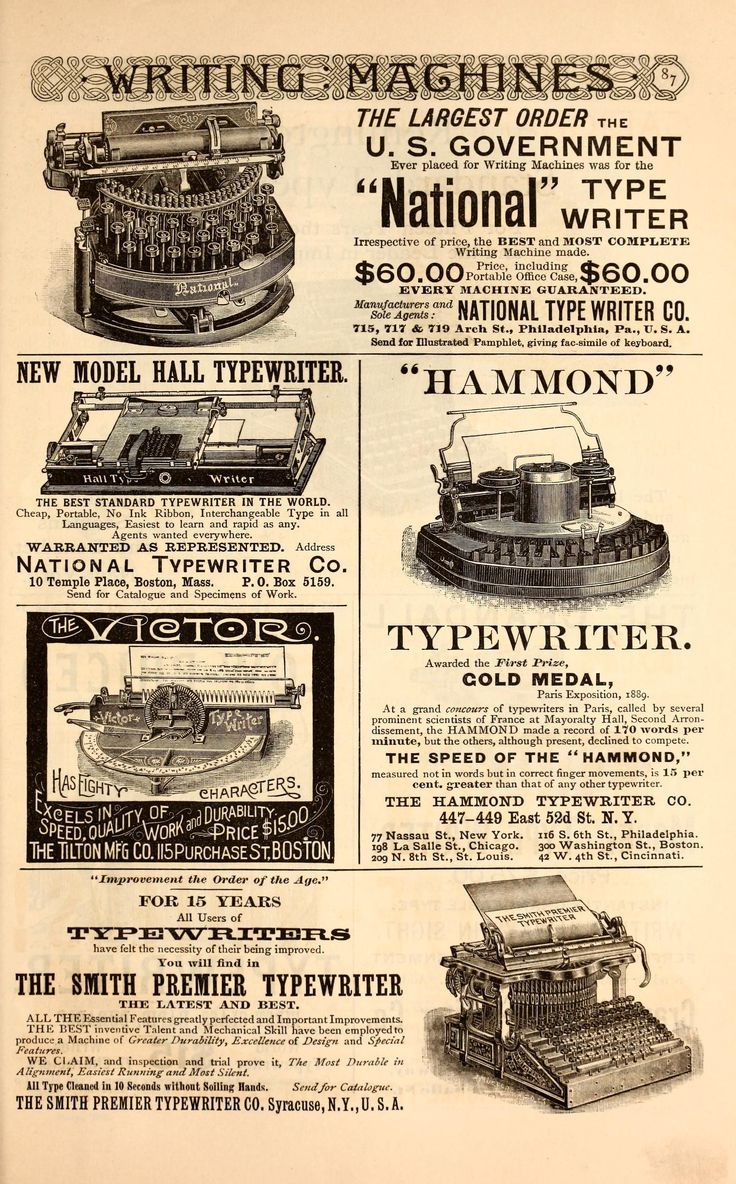 WRITING : MACHINES
87
THE LARGEST ORDER THE
U. S. GOVERNMENT
Ever placed for Writing Machines was for the
"National" TYPE WRITER
Irrespective of price, the BEST and MOST COMPLETE
Writing Machine made.
$60.00 Price, including Portable Office Case, $60.00
EVERY MACHINE GUARANTEED.
Manufacturers and Sole Agents: NATIONAL TYPE WRITER CO.
715, 717 & 719 Arch St., Philadelphia, Pa., U. S. A.
Send for Illustrated Pamphlet, giving fac-simile of keyboard.
National
NEW MODEL HALL TYPEWRITER.
Hall Type Writer
THE BEST STANDARD TYPEWRITER IN THE WORLD.
Cheap, Portable, No Ink Ribbon, Interchangeable Type in all
Languages, Easiest to learn and rapid as any.
Agents wanted everywhere.
WARRANTED AS REPRESENTED. Address
NATIONAL TYPEWRITER CO.
10 Temple Place, Boston, Mass. P. O. Box 5159.
Send for Catalogue and Specimens of Work.
THE VICTOR.
Victor Type Writer
HAS EIGHTY CHARACTERS.
EXCELS IN
SPEED, QUALITY OF WORK and DURABILITY.
PRICE $15.00
THE TILTON M'F'G CO. 115 PURCHASE ST, BOSTON
"HAMMOND"
TYPEWRITER.
Awarded the First Prize,
GOLD MEDAL,
Paris Exposition, 1889.
At a grand concours of typewriters in Paris, called by several
prominent scientists of France at Mayoralty Hall, Second Arron-
dissement, the HAMMOND made a record of 170 words per
minute, but the others, although present, declined to compete.
THE SPEED OF THE "HAMMOND,"
measured not in words but in correct finger movements, is 15 per
cent. greater than that of any other typewriter.
THE HAMMOND TYPEWRITER CO.
447-449 East 52d St. N. Y.
77 Nassau St., New York. 116 S. 6th St., Philadelphia.
198 La Salle St., Chicago. 300 Washington St., Boston.
209 N. 8th St., St. Louis. 42 W. 4th St., Cincinnati.
"Improvement the Order of the Age."
FOR 15 YEARS
All Users of
TYPEWRITERS
have felt the necessity of their being improved.
You will find in
THE SMITH PREMIER TYPEWRITER
THE LATEST AND BEST.
ALL THE Essential Features greatly perfected and Important Improvements.
THE BEST inventive Talent and Mechanical Skill have been employed to
produce a Machine of Greater Durability, Excellence of Design and Special
Features.
WE CLAIM, and inspection and trial prove it, The Most Durable in
Alignment, Easiest Running and Most Silent.
All Type Cleaned in 10 Seconds without Soiling Hands. Send for Catalogue.
THE SMITH PREMIER TYPEWRITER CO. Syracuse, N.Y., U.S.A.
THE SMITH PREMIER
TYPEWRITER